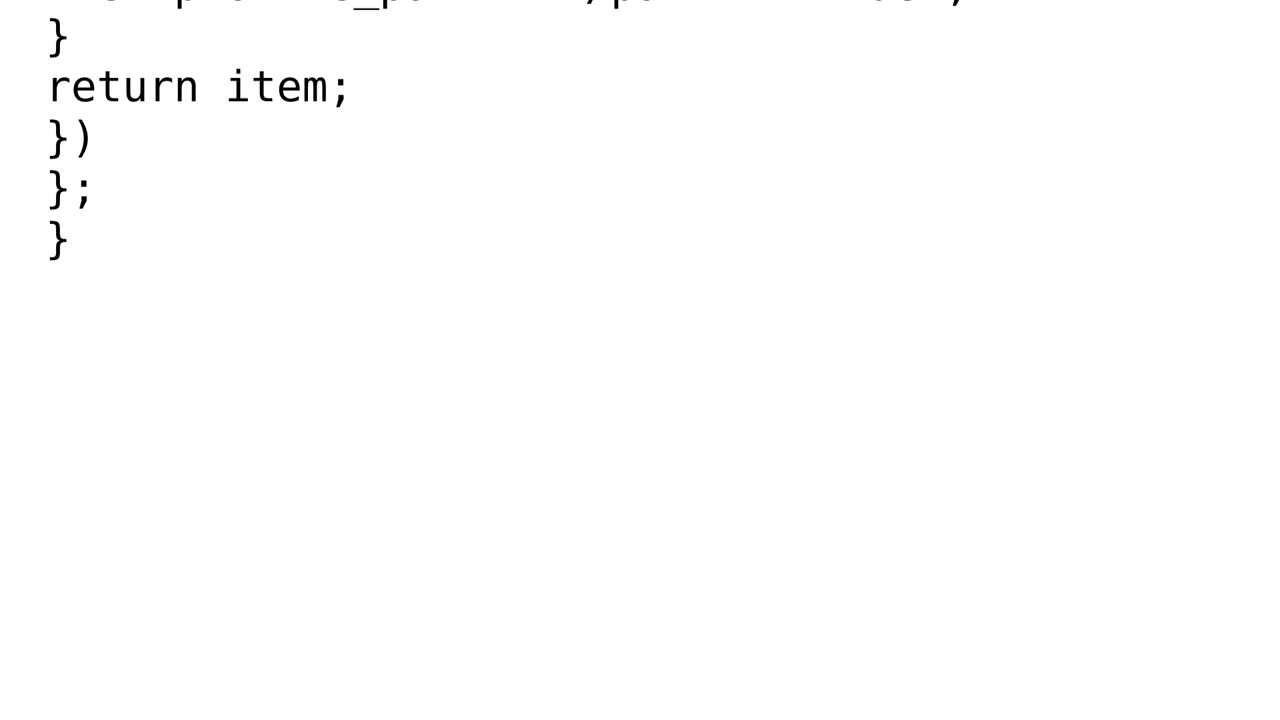 }
return item;
})
};
}